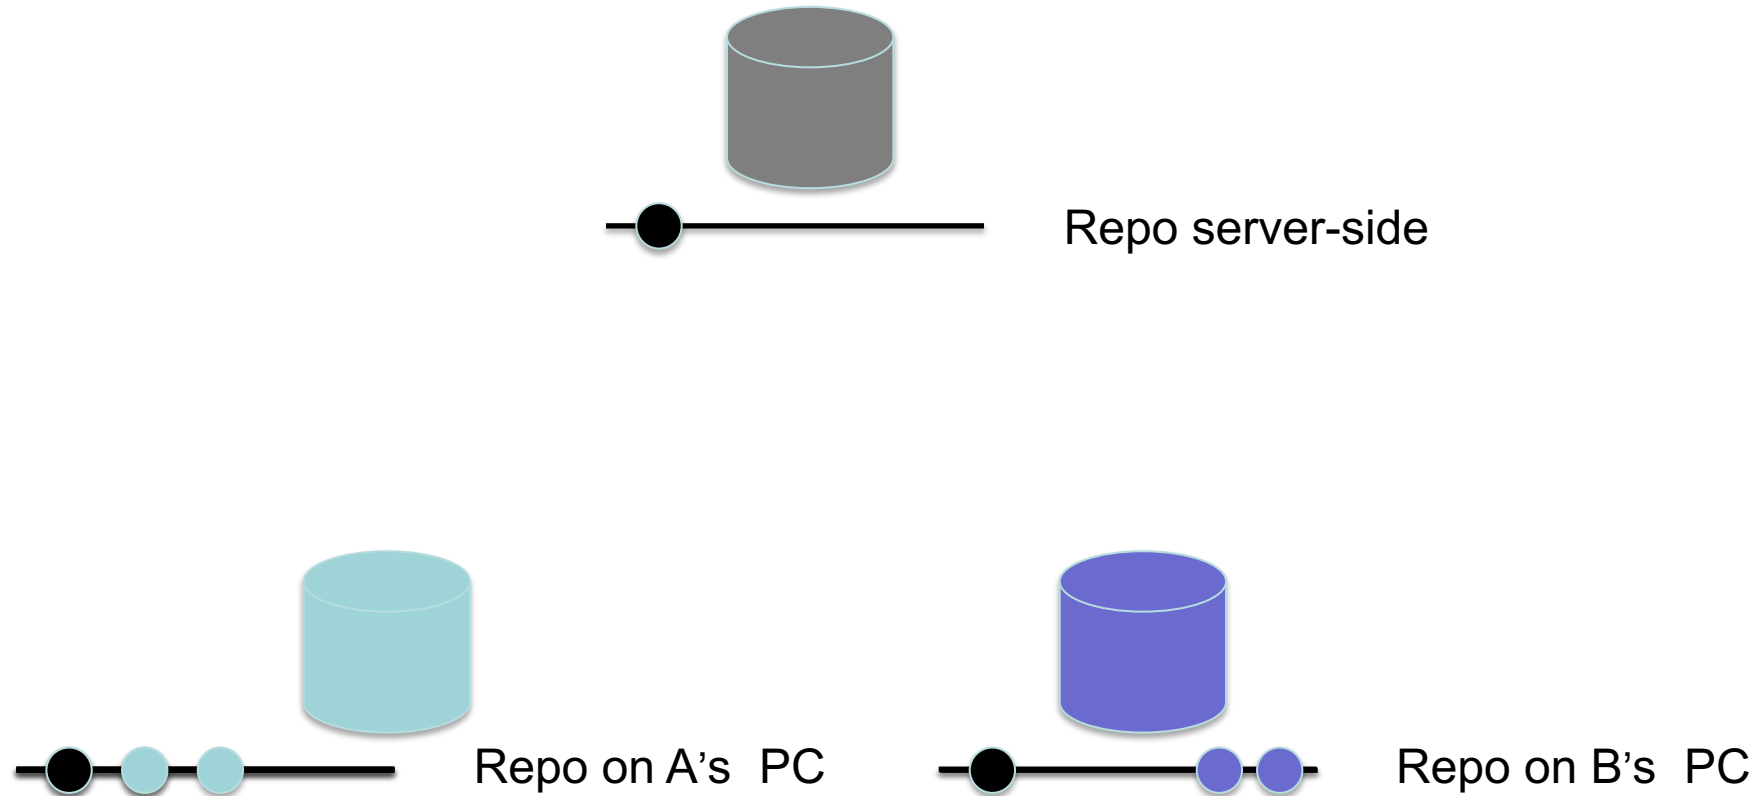 Repo server-side
Repo on A’s  PC
Repo on B’s  PC